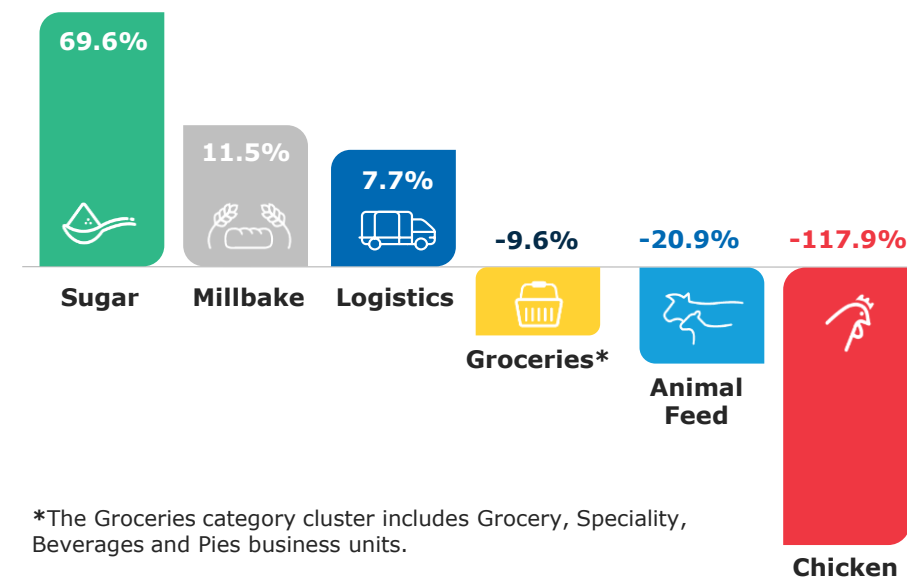 69.6%
11.5%
7.7%
-9.6%
-20.9%
-117.9%
Sugar
Millbake
Logistics
Groceries*
Animal
Feed
Chicken
*The Groceries category cluster includes Grocery, Speciality,
Beverages and Pies business units.